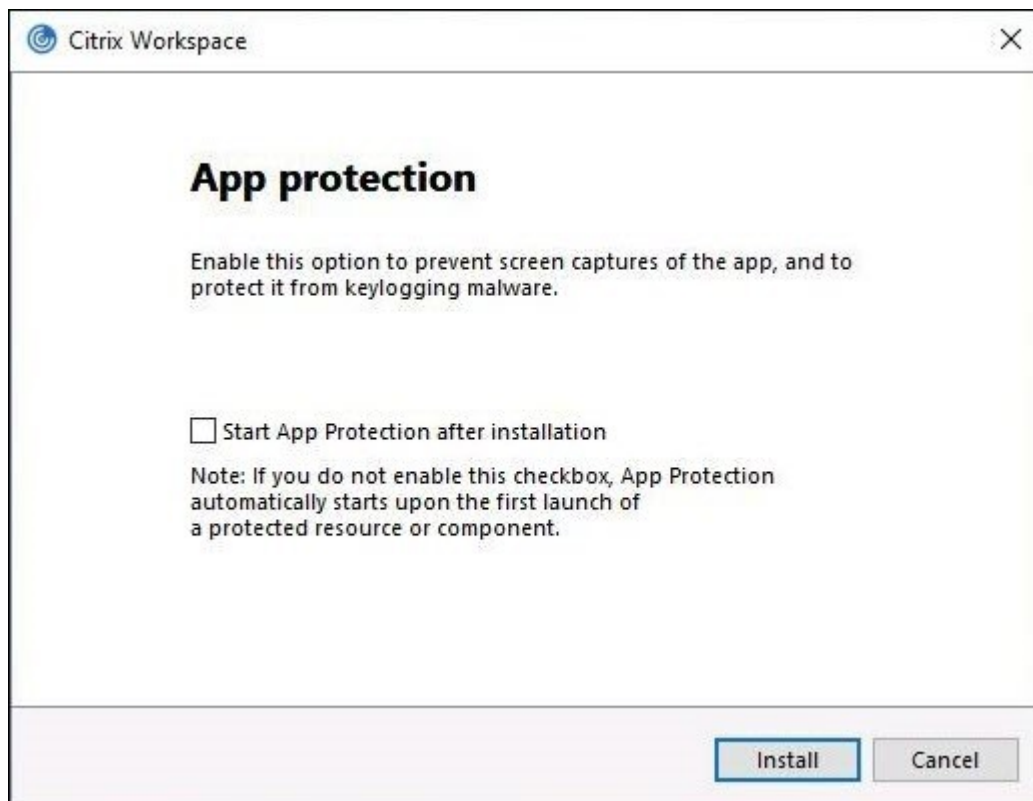 Citrix Workspace
App protection
Enable this option to prevent screen captures of the app, and to
protect it from keylogging malware.
Start App Protection after installation
Note: If you do not enable this checkbox, App Protection
automatically starts upon the first launch of
a protected resource or component.
Install
Cancel